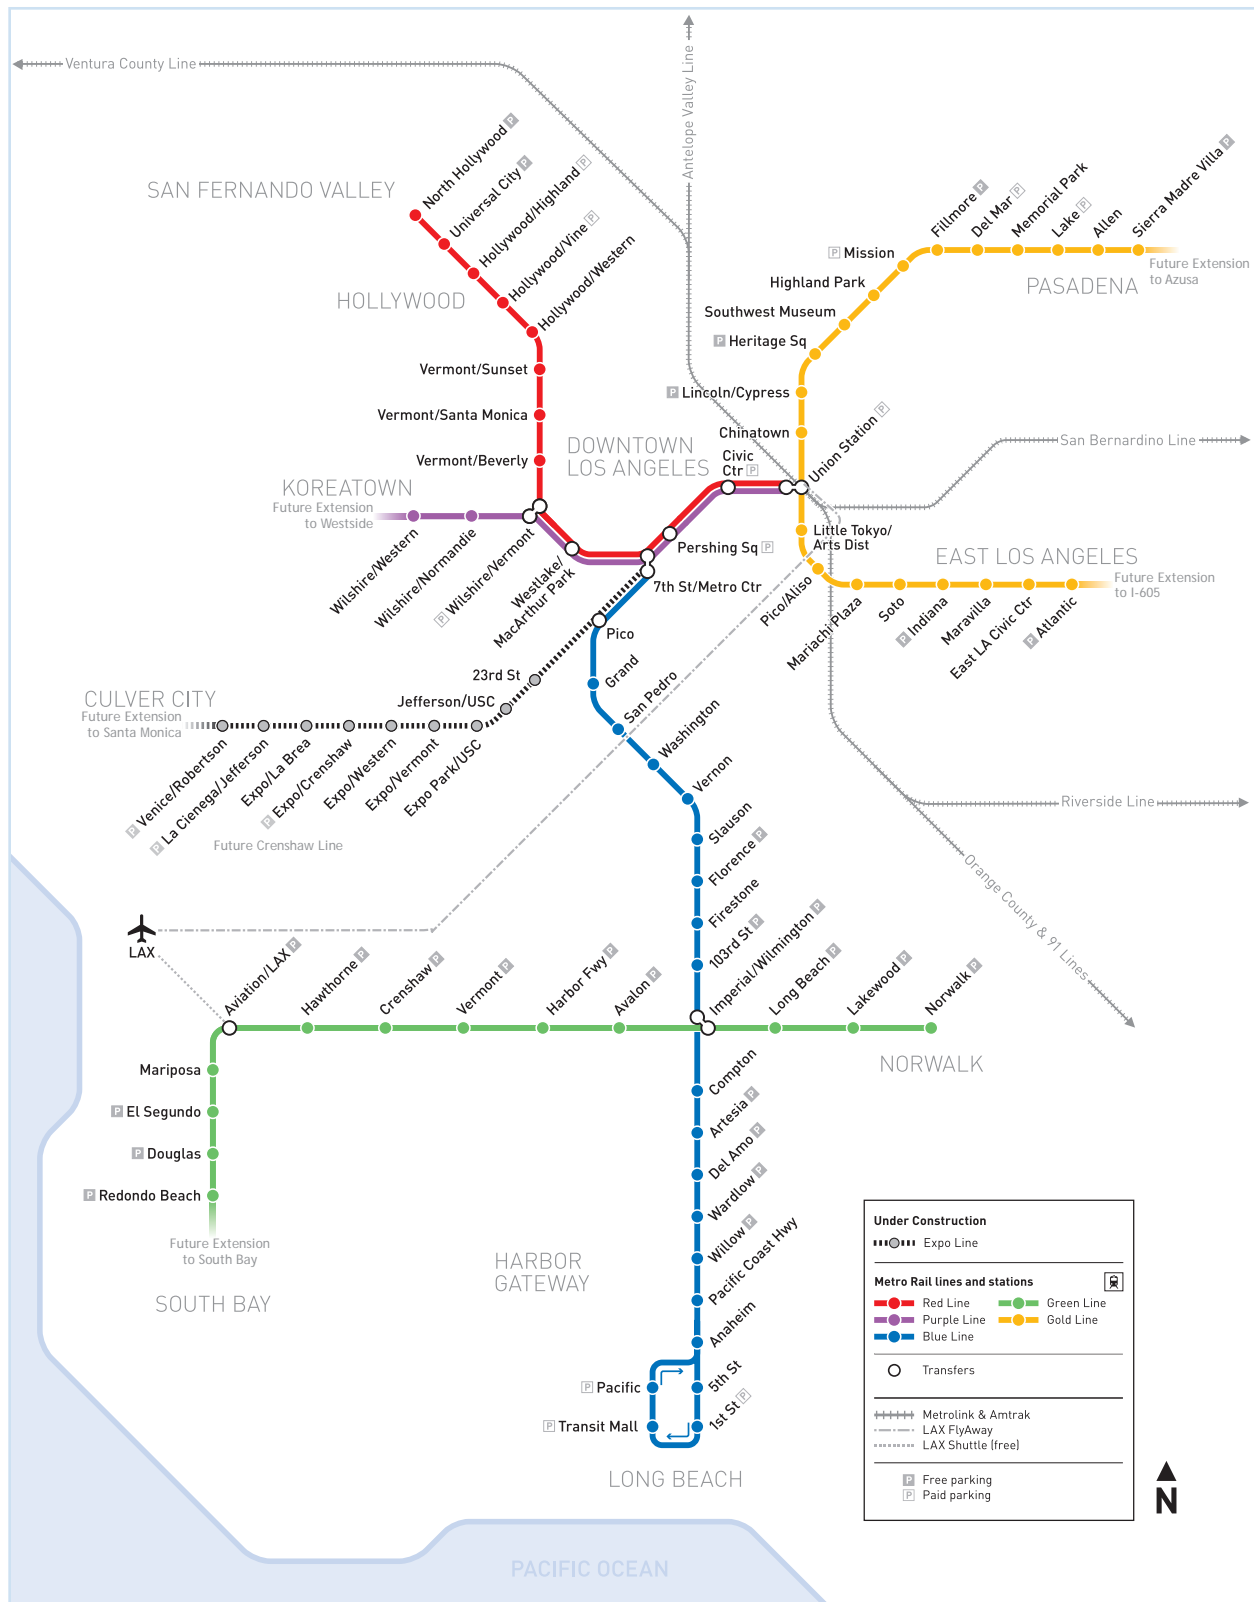 Ventura County Line
Antelope Valley Line
SAN FERNANDO VALLEY
North Hollywood P
Universal City P
Hollywood/Highland P
Hollywood/Vine P
Hollywood/Western
HOLLYWOOD
Vermont/Sunset
Vermont/Santa Monica
Vermont/Beverly
Fillmore P
Del Mar P
Memorial Park
Lake P
Allen
Sierra Madre Villa P
Future Extension
to Azusa
PASADENA
P Mission
Highland Park
Southwest Museum
P Heritage Sq
P Lincoln/Cypress
Chinatown
Union Station P
San Bernardino Line
DOWNTOWN
LOS ANGELES
Civic
Ctr P
KOREATOWN
Future Extension
to Westside
Wilshire/Western
Wilshire/Normandie
P Wilshire/Vermont
Westlake/
MacArthur Park
Pershing Sq P
7th St/Metro Ctr
Little Tokyo/
Arts Dist
EAST LOS ANGELES
Future Extension
to I-605
Pico/Aliso
Mariachi Plaza
Soto
P Indiana
Maravilla
East LA Civic Ctr
P Atlantic
Pico
Grand
San Pedro
Washington
Vernon
Slauson
Florence P
Firestone
103rd St P
Imperial/Wilmington P
23rd St
Jefferson/USC
CULVER CITY
Future Extension
to Santa Monica
P Venice/Robertson
P La Cienega/Jefferson
Expo/La Brea
P Expo/Crenshaw
Expo/Western
Expo/Vermont
Expo Park/USC
Future Crenshaw Line
Riverside Line
Orange County & 91 Lines
LAX
Aviation/LAX P
Hawthorne P
Crenshaw P
Vermont P
Harbor Fwy P
Avalon P
Long Beach P
Lakewood P
Norwalk P
NORWALK
Mariposa
P El Segundo
P Douglas
P Redondo Beach
Future Extension
to South Bay
SOUTH BAY
Compton
Artesia P
Del Amo P
Wardlow P
Willow P
Pacific Coast Hwy
Anaheim
HARBOR
GATEWAY
P Pacific
P Transit Mall
5th St
1st St P
LONG BEACH
PACIFIC OCEAN
Under Construction
Expo Line
Metro Rail lines and stations
Red Line
Green Line
Purple Line
Gold Line
Blue Line
Transfers
Metrolink & Amtrak
LAX FlyAway
LAX Shuttle (free)
P Free parking
P Paid parking
N